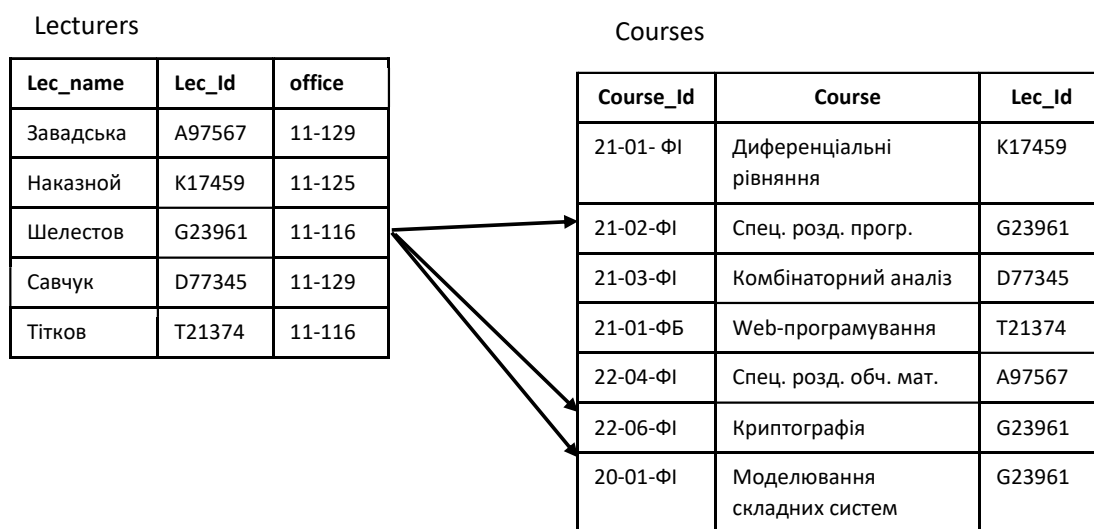 Lecturers
Lec_name Lec_Id office
Завадська A97567 11-129
Наказной K17459 11-125
Шелестов G23961 11-116
Савчук D77345 11-129
Тітков T21374 11-116
Courses
Course_Id Course Lec_Id
21-01- ФІ Диференціальні K17459
рівняння
21-02-ФІ Спец. розд. прогр. G23961
21-03-ФІ Комбінаторний аналіз D77345
21-01-ФБ Web-програмування T21374
22-04-ФІ Спец. розд. обч. мат. A97567
22-06-ФІ Криптографія G23961
20-01-ФІ Моделювання G23961
складних систем